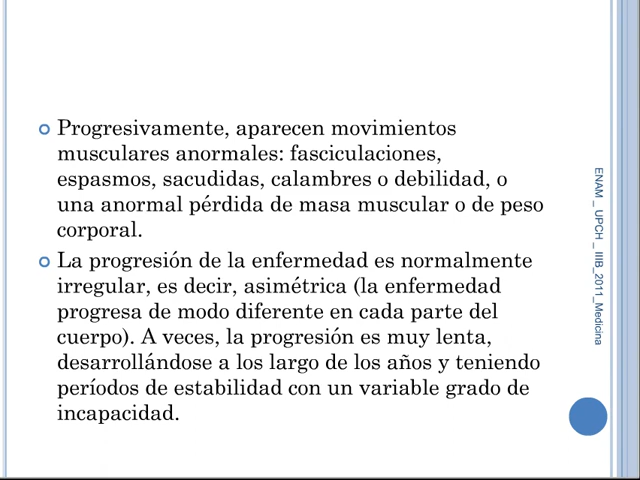 Progresivamente, aparecen movimientos
musculares anormales: fasciculaciones,
espasmos, sacudidas, calambres o debilidad, o
una anormal pérdida de masa muscular o de peso
corporal.
La progresión de la enfermedad es normalmente
irregular, es decir, asimétrica (la enfermedad
progresa de modo diferente en cada parte del
cuerpo). A veces, la progresión es muy lenta,
desarrollándose a los largo de los años y teniendo
períodos de estabilidad con un variable grado de
incapacidad.
ENAM _ UPCH _ IIIB_2011_Medicina